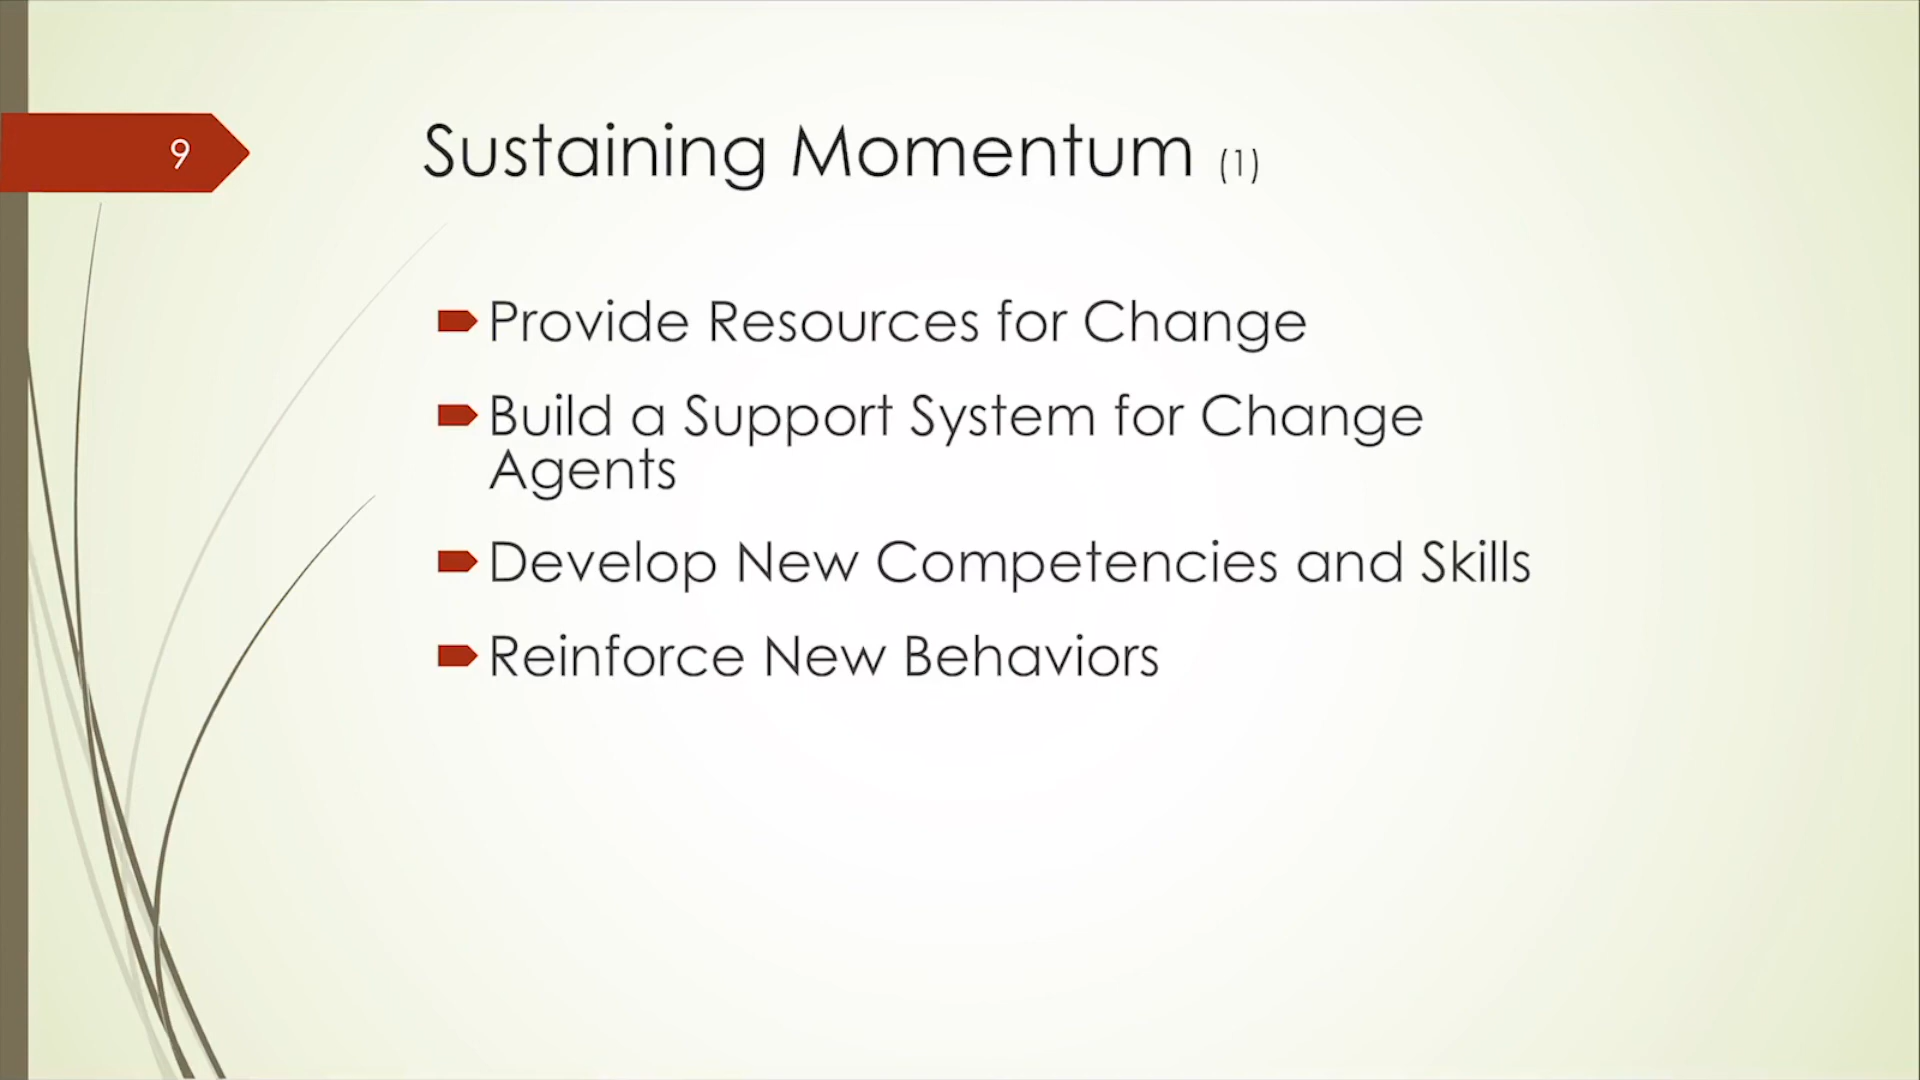 9
Sustaining Momentum (1)
Provide Resources for Change
Build a Support System for Change
Agents
Develop New Competencies and Skills
Reinforce New Behaviors